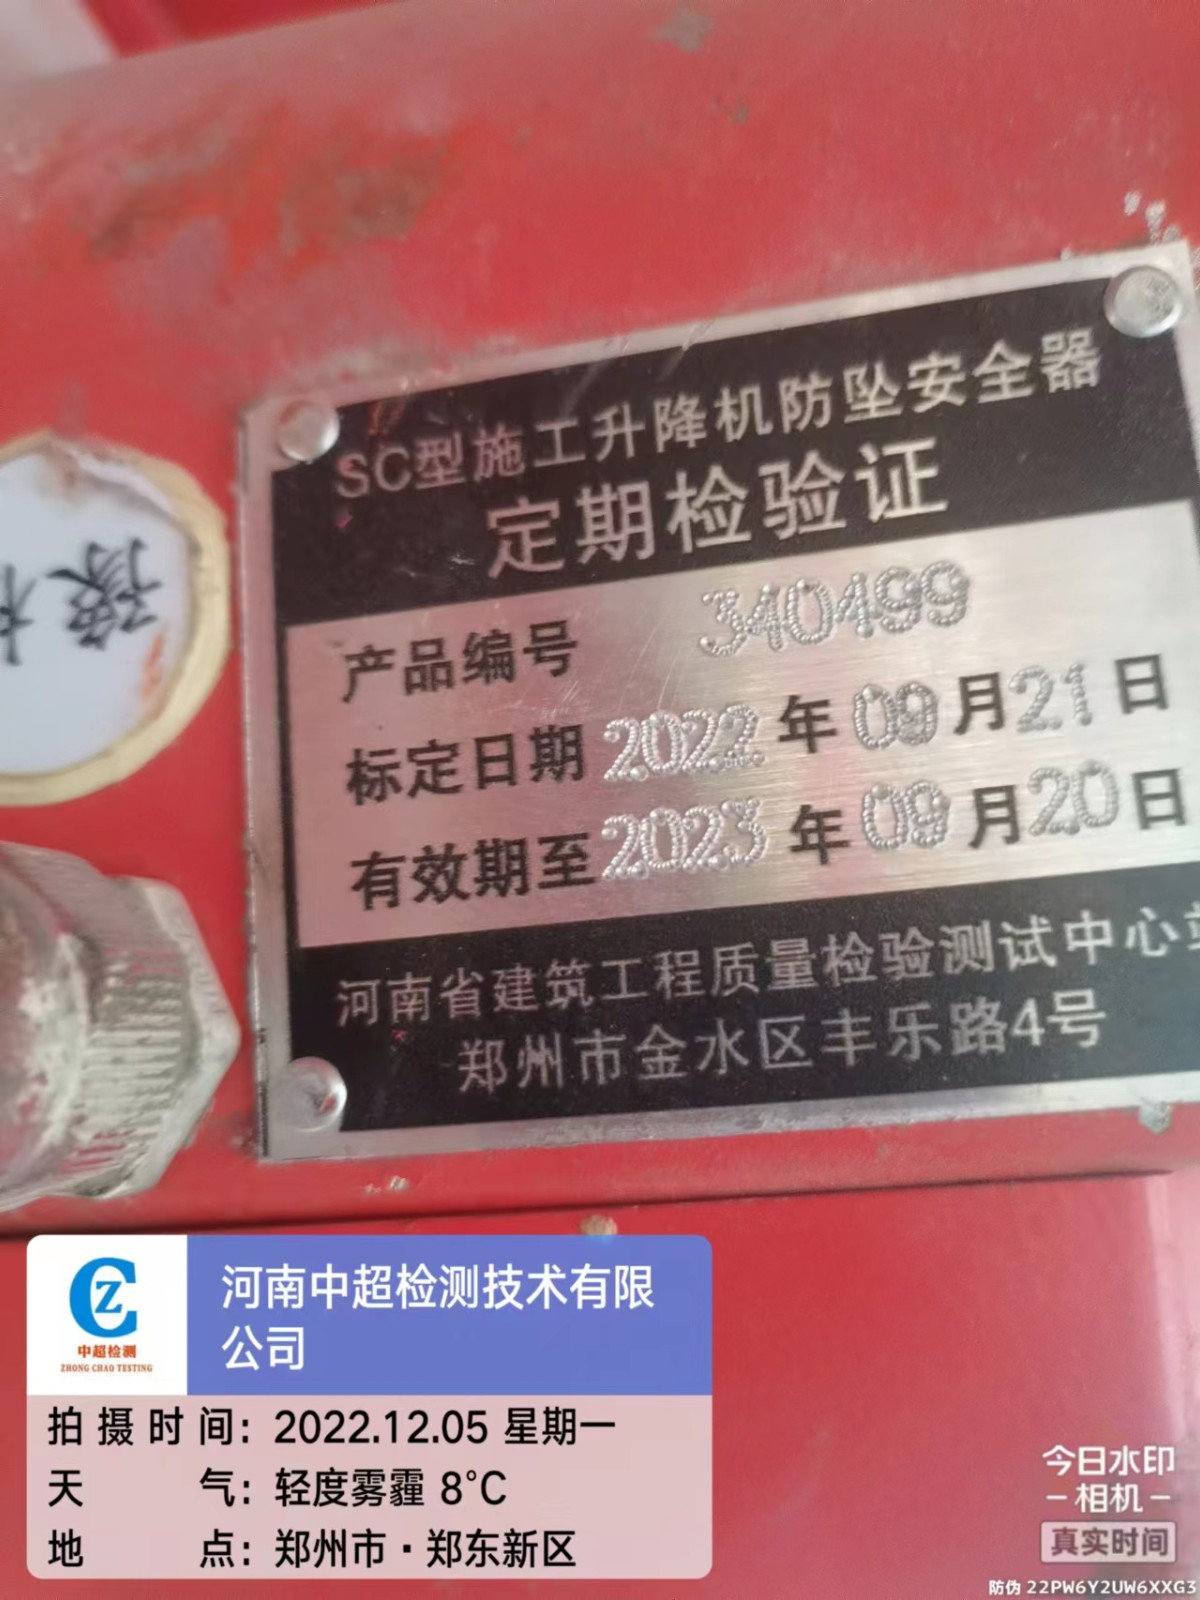 SC型施工升降机防坠安全器
定期检验证
产品编号 340499
标定日期 2022 年 09 月 21 日
有效期至 2023 年 09 月 20 日
河南省建筑工程质量检验测试中心站
郑州市金水区丰乐路4号
CZ
中超检测
ZHONG CHAO TESTING
河南中超检测技术有限
公司
拍摄时间: 2022.12.05 星期一
天气: 轻度雾霾 8°C
地点: 郑州市·郑东新区
今日水印
-相机-
真实时间
防伪 22PW6Y2UW6XXG3